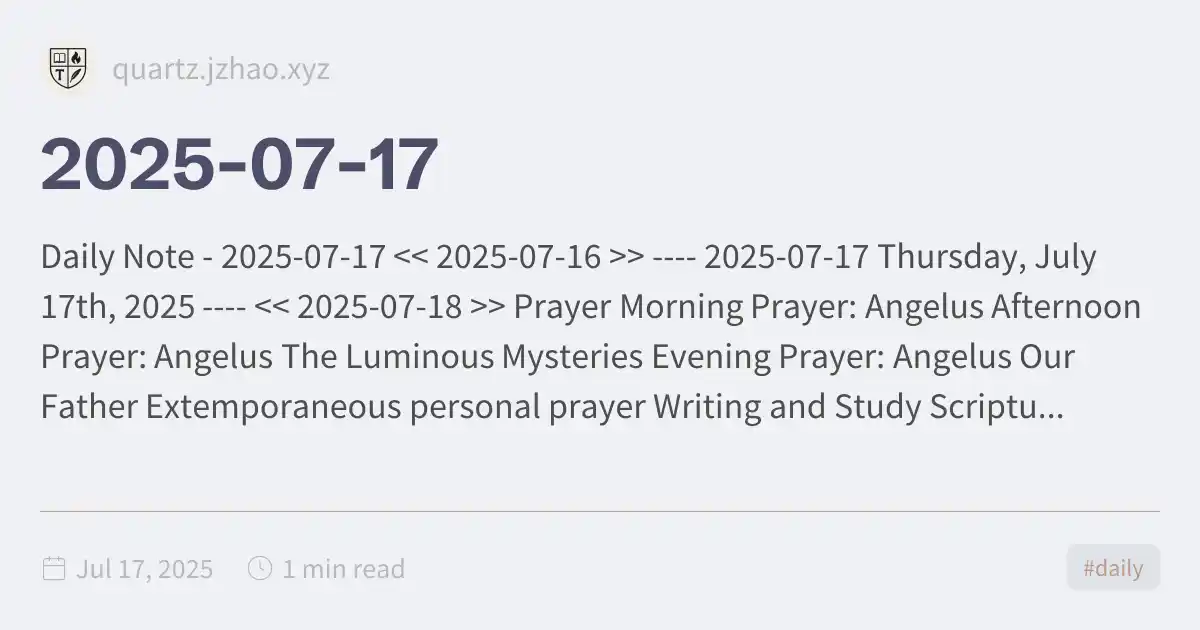 T
quartz.jzhao.xyz
2025-07-17
Daily Note - 2025-07-17 << 2025-07-16 >> ---- 2025-07-17 Thursday, July
17th, 2025 ---- << 2025-07-18 >> Prayer Morning Prayer: Angelus Afternoon
Prayer: Angelus The Luminous Mysteries Evening Prayer: Angelus Our
Father Extemporaneous personal prayer Writing and Study Scriptu...
Jul 17, 2025
1 min read
#daily